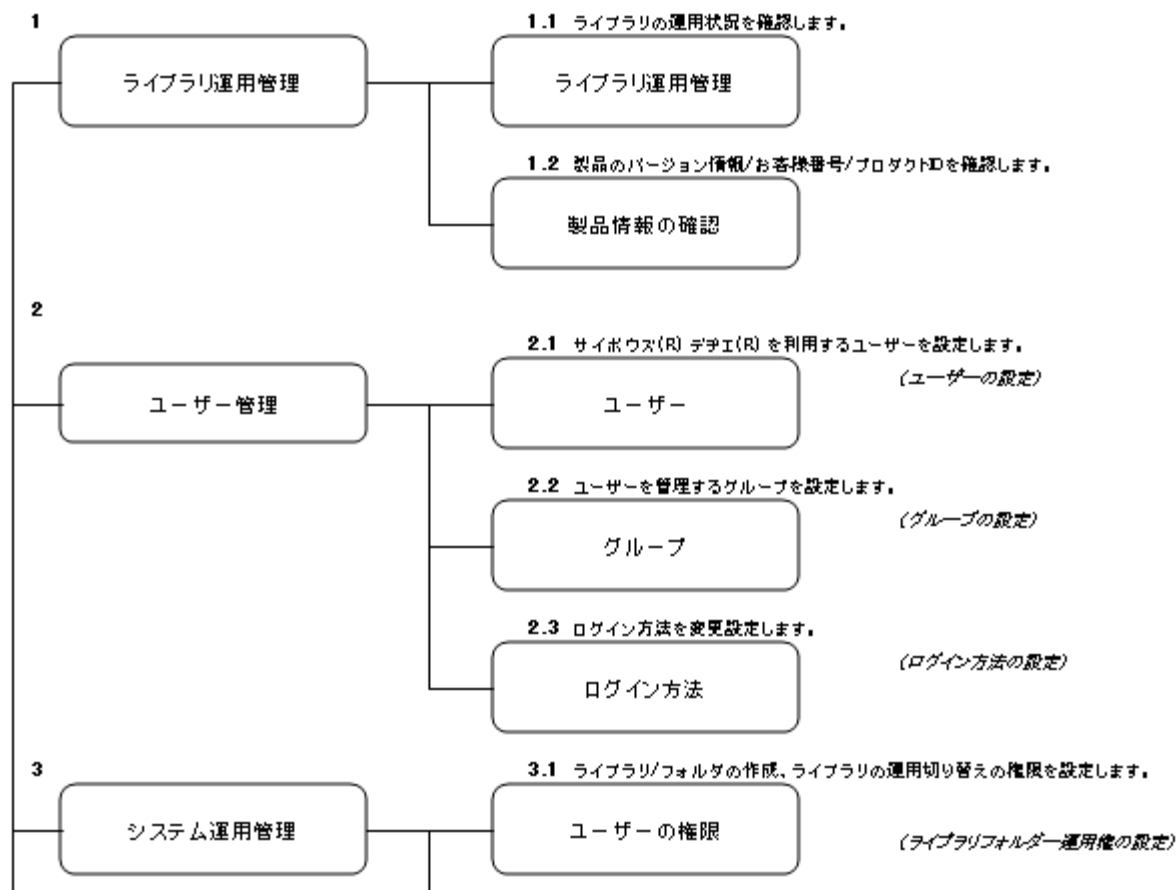 1
1.1 ライブラリの運用状況を確認します。
ライブラリ運用管理
ライブラリ運用管理
1.2 製品のバージョン情報/お客様番号/プロダクトIDを確認します。
製品情報の確認
2
2.1 サイボウズ(R) デヂエ(R) を利用するユーザーを設定します。
(ユーザーの設定)
ユーザー管理
ユーザー
2.2 ユーザーを管理するグループを設定します。
(グループの設定)
グループ
2.3 ログイン方法を変更設定します。
(ログイン方法の設定)
ログイン方法
3
3.1 ライブラリ/フォルダの作成、ライブラリの運用切り替えの権限を設定します。
システム運用管理
ユーザーの権限
(ライブラリフォルダー運用権の設定)